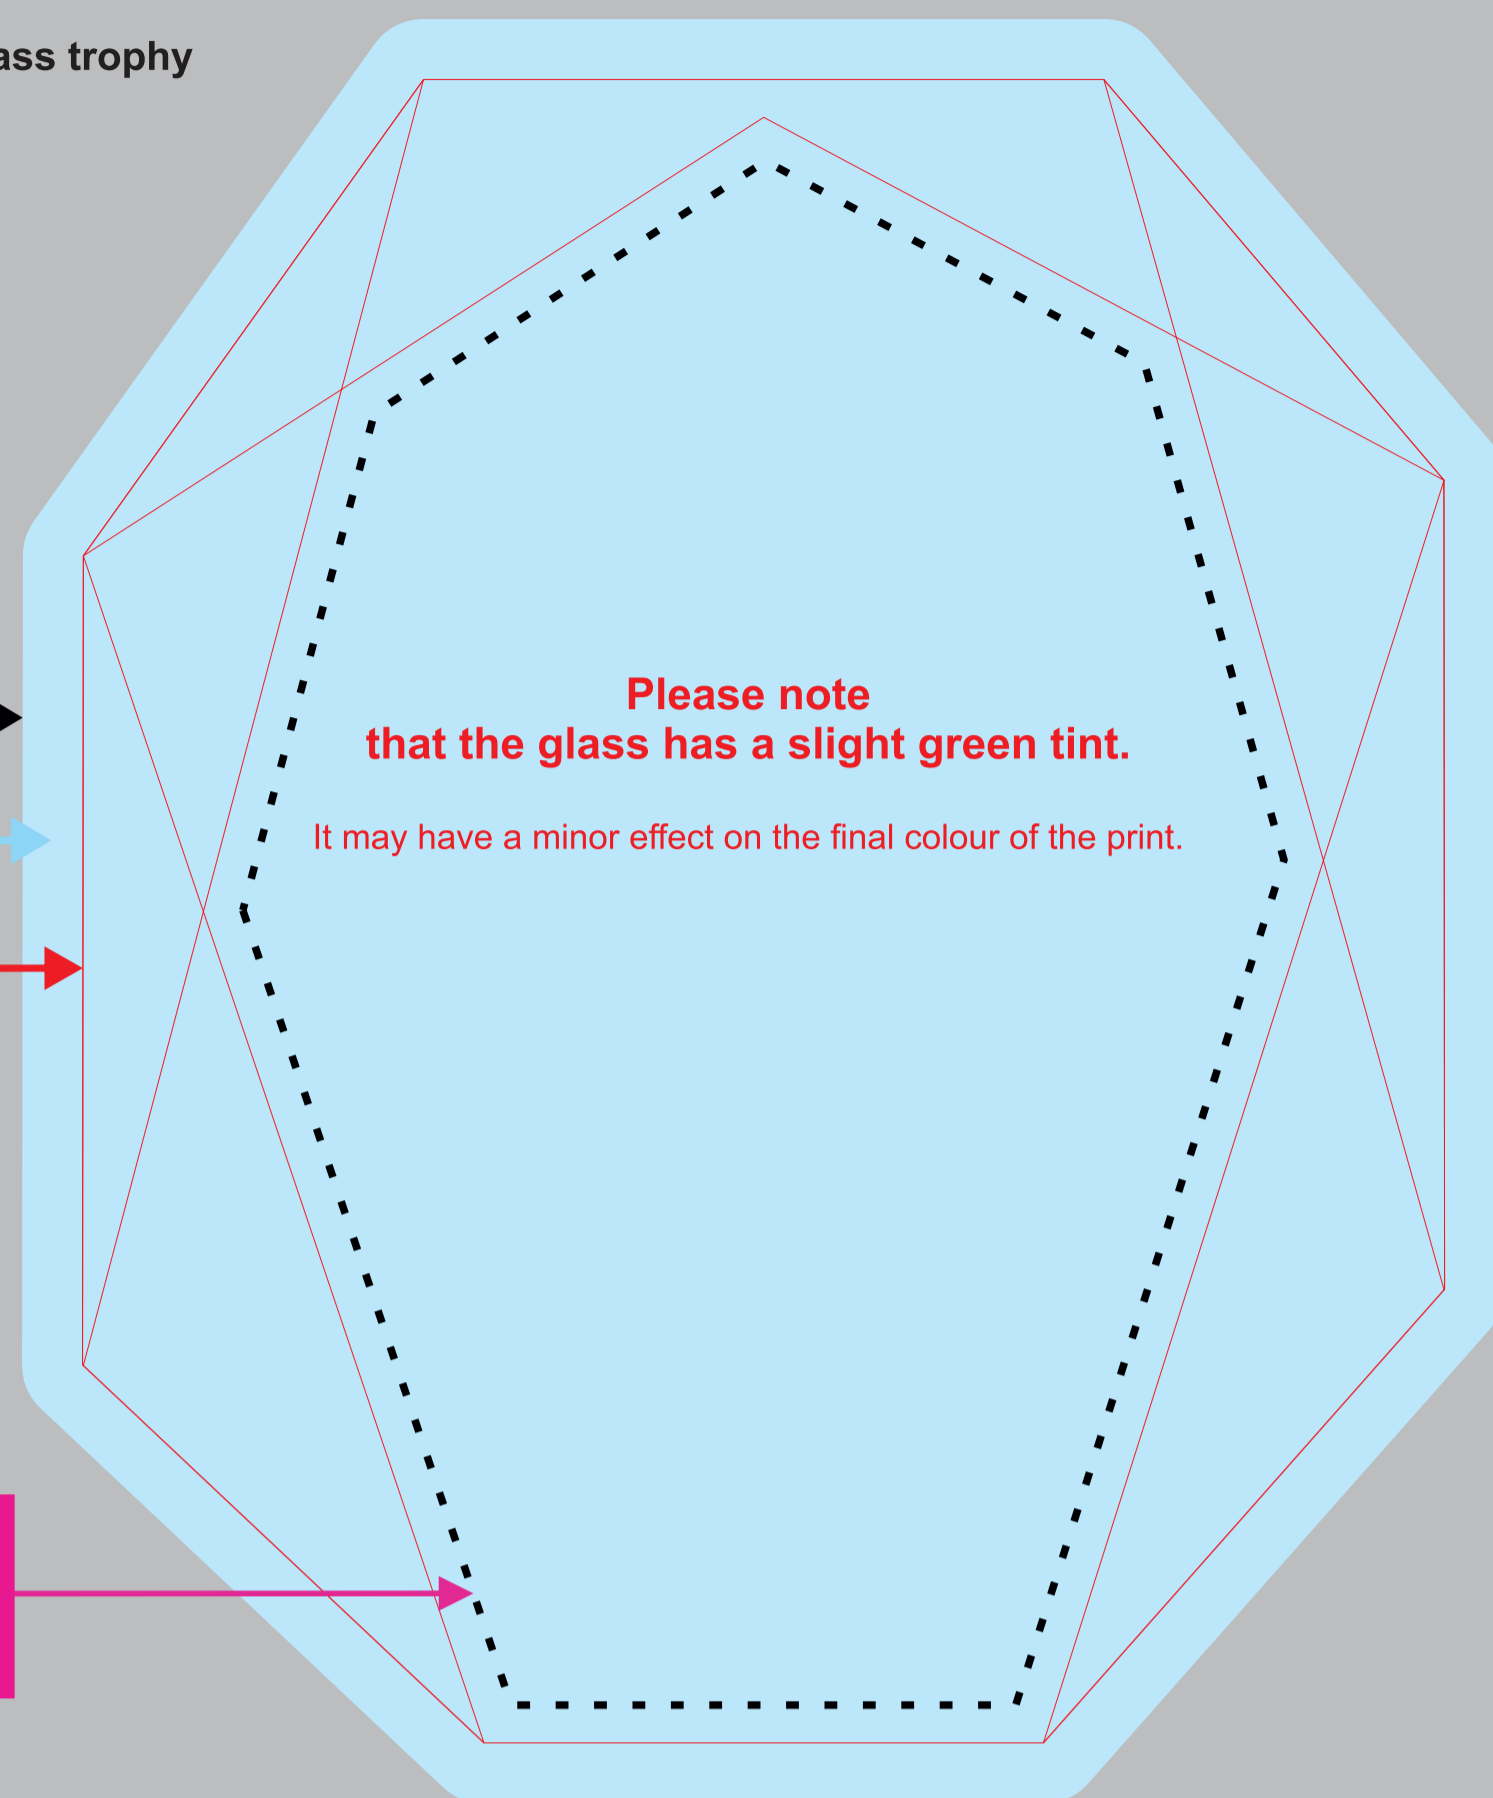 ass trophy
Please note
that the glass has a slight green tint.
It may have a minor effect on the final colour of the print.